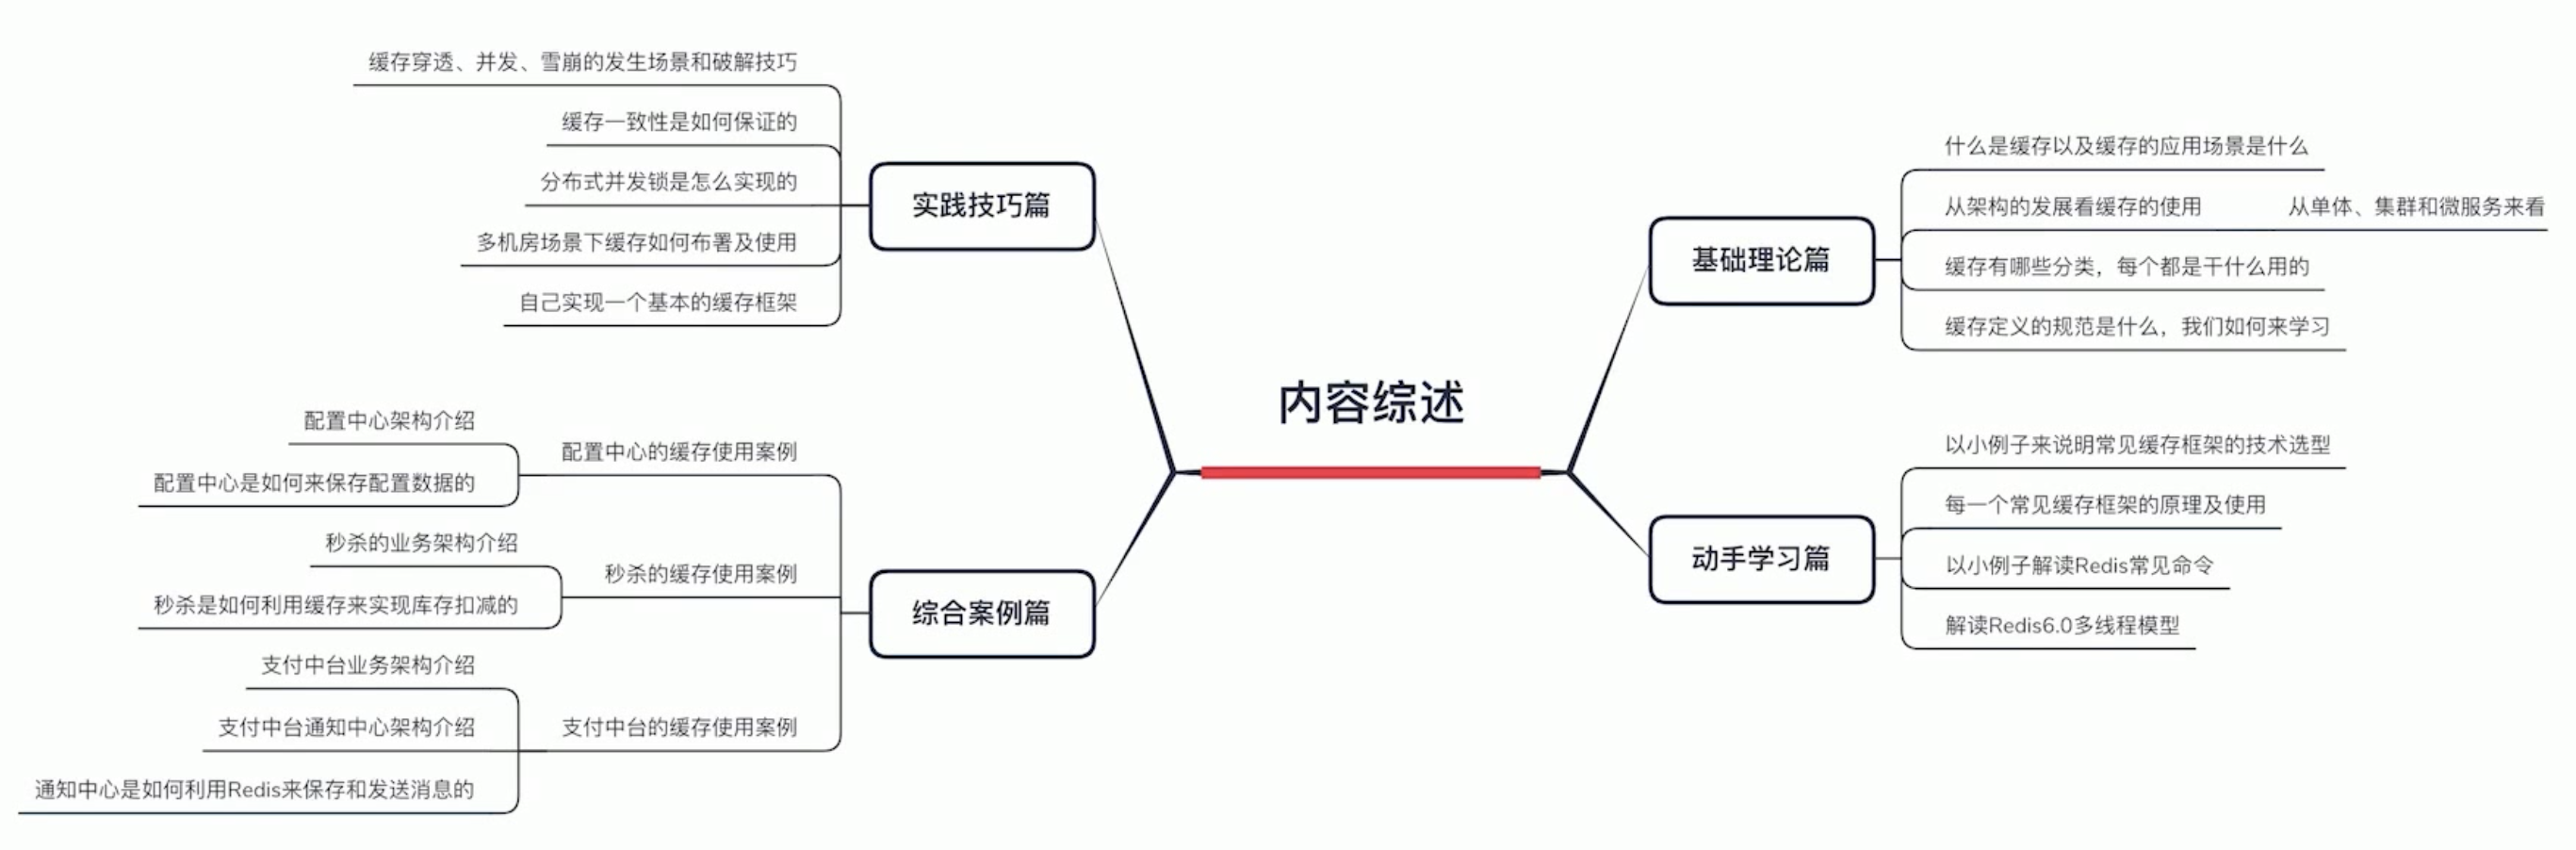 内容综述
基础理论篇
什么是缓存以及缓存的应用场景是什么
从架构的发展看缓存的使用
从单体、集群和微服务来看
缓存有哪些分类，每个都是干什么用的
缓存定义的规范是什么，我们如何来学习
动手学习篇
以小例子来说明常见缓存框架的技术选型
每一个常见缓存框架的原理及使用
以小例子解读Redis常见命令
解读Redis6.0多线程模型
实践技巧篇
缓存穿透、并发、雪崩的发生场景和破解技巧
缓存一致性是如何保证的
分布式并发锁是怎么实现的
多机房场景下缓存如何布署及使用
自己实现一个基本的缓存框架
综合案例篇
配置中心的缓存使用案例
配置中心架构介绍
配置中心是如何来保存配置数据的
秒杀的缓存使用案例
秒杀的业务架构介绍
秒杀是如何利用缓存来实现库存扣减的
支付中台的缓存使用案例
支付中台业务架构介绍
支付中台通知中心架构介绍
通知中心是如何利用Redis来保存和发送消息的